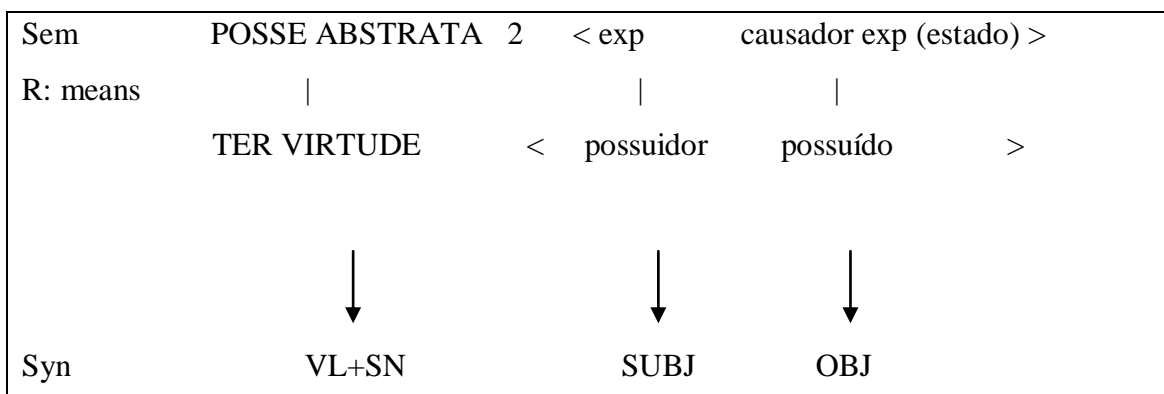 Sem POSSE ABSTRATA 2 < exp causador exp (estado) >
R: means | | |
TER VIRTUDE < possuidor possuído >
Syn VL+SN SUBJ OBJ